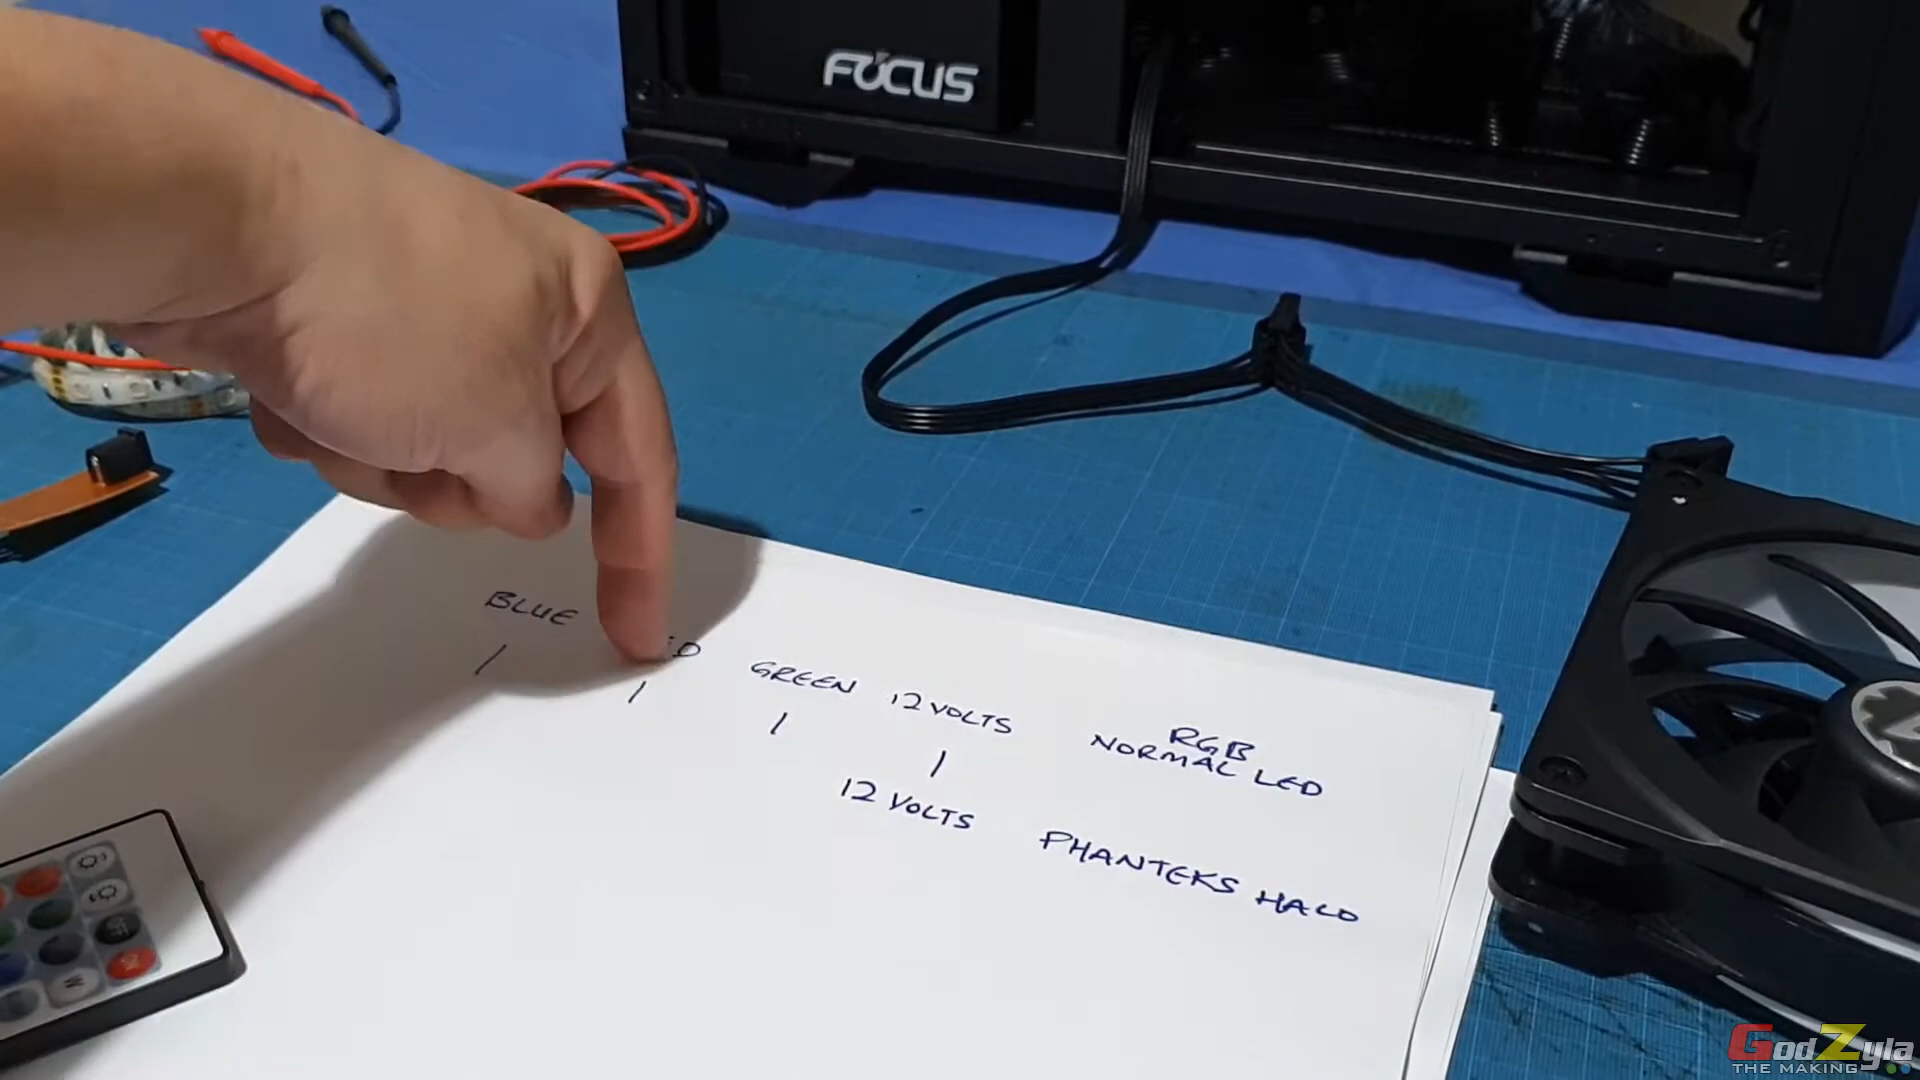 FOCUS
BLUE GREEN 12 VOLTS
RGB
NORMAL LED
12 VOLTS PHANTEKS HALO
GodZyla
THE MAKING